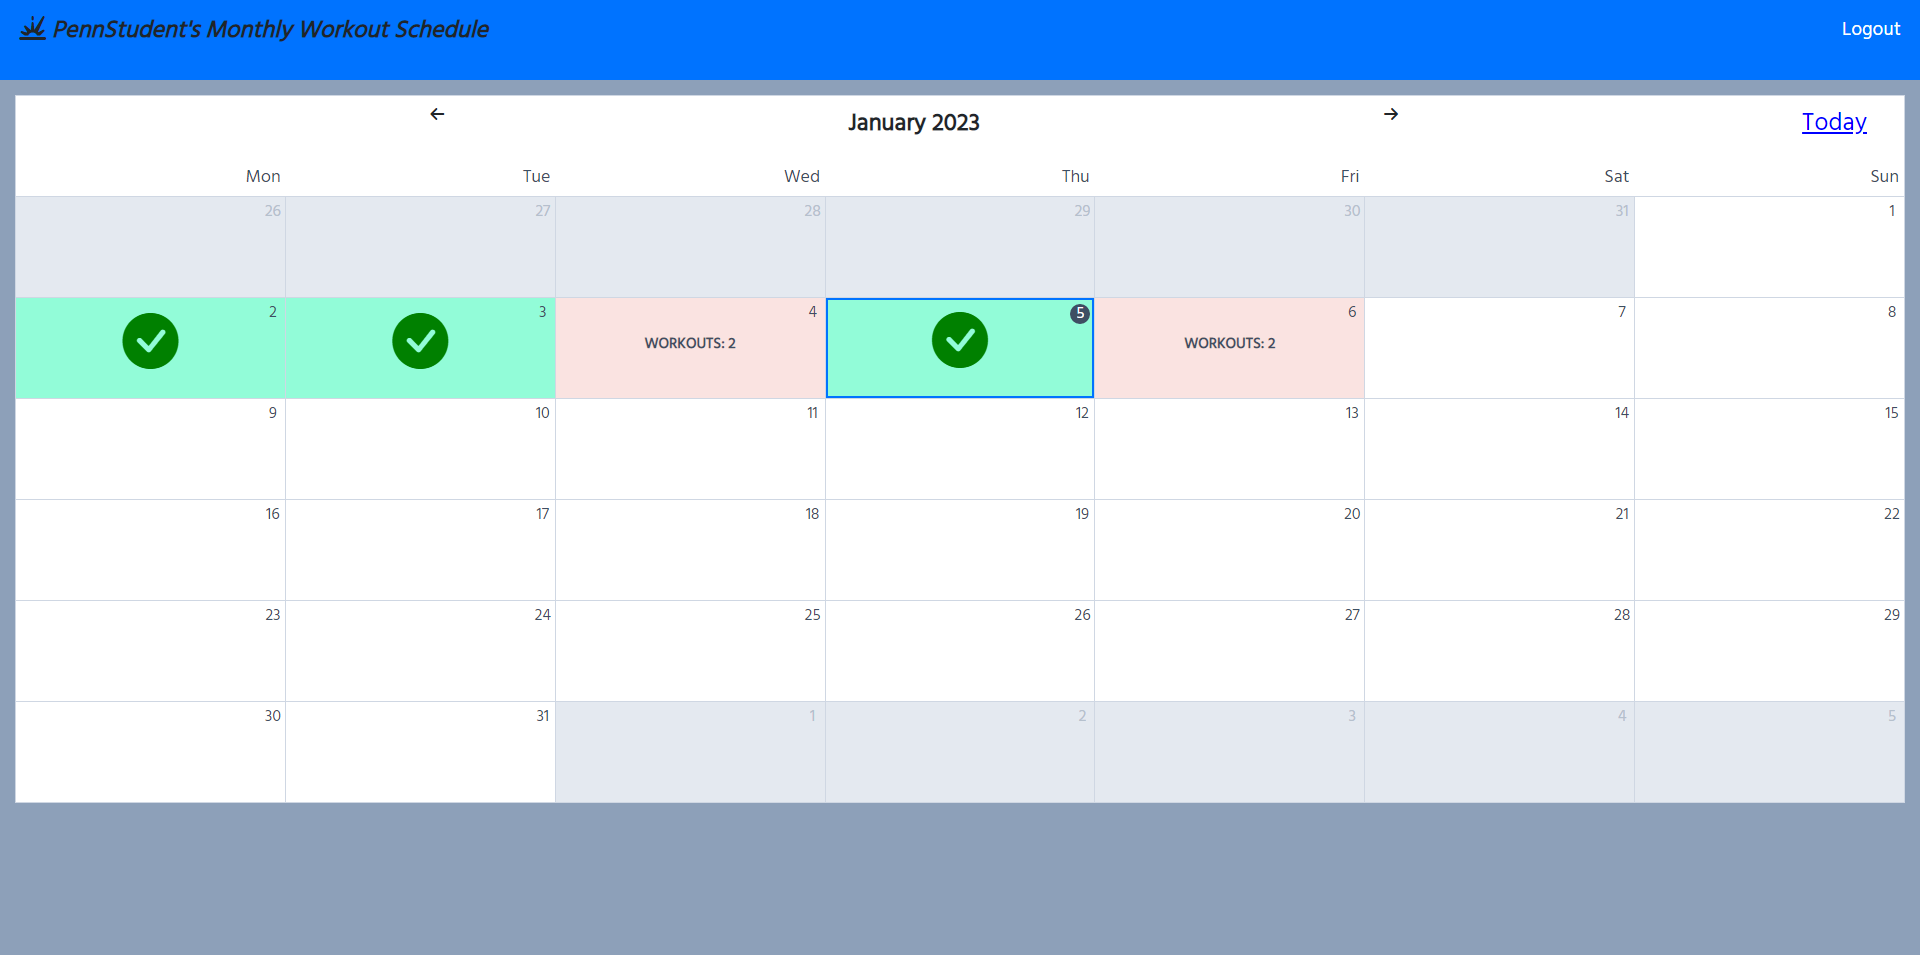 PennStudent's Monthly Workout Schedule
Logout
January 2023
Today
Mon Tue Wed Thu Fri Sat Sun
26 27 28 29 30 31 1
2 3 4 5 6 7 8
WORKOUTS: 2 WORKOUTS: 2
9 10 11 12 13 14 15
16 17 18 19 20 21 22
23 24 25 26 27 28 29
30 31 1 2 3 4 5